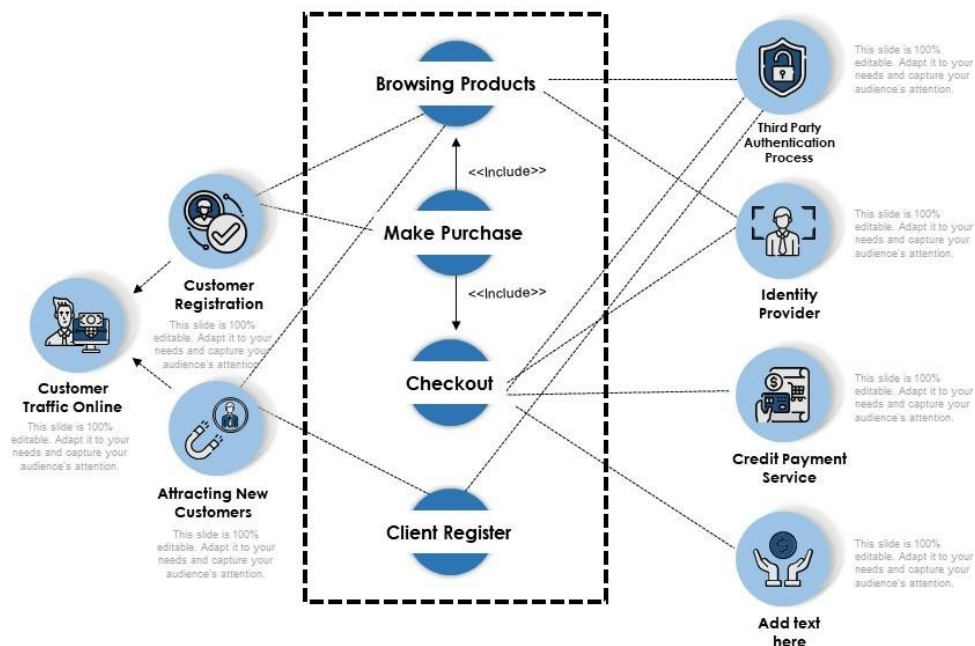 Browsing Products
<<Include>>
Make Purchase
<<Include>>
Checkout
Client Register
Customer
Registration
This slide is 100%
editable. Adapt it to your
needs and capture your
audience's attention.
Customer
Traffic Online
This slide is 100%
editable. Adapt it to your
needs and capture your
audience's attention.
Attracting New
Customers
This slide is 100%
editable. Adapt it to your
needs and capture your
audience's attention.
Third Party
Authentication
Process
This slide is 100%
editable. Adapt it to your
needs and capture your
audience's attention.
Identity
Provider
This slide is 100%
editable. Adapt it to your
needs and capture your
audience's attention.
Credit Payment
Service
This slide is 100%
editable. Adapt it to your
needs and capture your
audience's attention.
Add text
here
This slide is 100%
editable. Adapt it to your
needs and capture your
audience's attention.